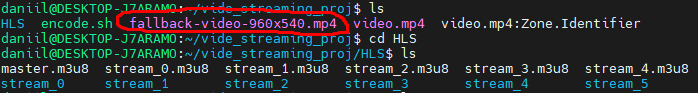 daniil@DESKTOP-J7ARAMO:~/vide_streaming_proj$ ls
HLS encode.sh fallback-video-960x540.mp4 video.mp4 video.mp4:Zone.Identifier
daniil@DESKTOP-J7ARAMO:~/vide_streaming_proj$ cd HLS
daniil@DESKTOP-J7ARAMO:~/vide_streaming_proj/HLS$ ls
master.m3u8 stream_0.m3u8 stream_1.m3u8 stream_2.m3u8 stream_3.m3u8 stream_4.m3u8
stream_0 stream_1 stream_2 stream_3 stream_4 stream_5